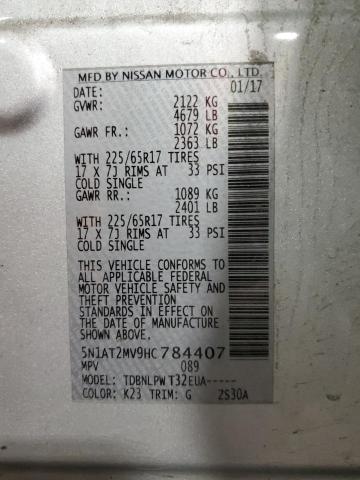 MFD BY NISSAN MOTOR CO., LTD.
DATE: 01/17
GVWR: 2122 KG
4679 LB
GAWR FR.: 1072 KG
2363 LB
WITH 225/65R17 TIRES
17 X 7J RIMS AT 33 PSI
COLD SINGLE
GAWR RR.: 1089 KG
2401 LB
WITH 225/65R17 TIRES
17 X 7J RIMS AT 33 PSI
COLD SINGLE
THIS VEHICLE CONFORMS TO
ALL APPLICABLE FEDERAL
MOTOR VEHICLE SAFETY AND
THEFT PREVENTION
STANDARDS IN EFFECT ON
THE DATE OF MANUFACTURE
SHOWN ABOVE.
5N1AT2MV9HC784407
MPV 089
MODEL: TDBNLPW T32EUA-----
COLOR: K23 TRIM: G 2S30A